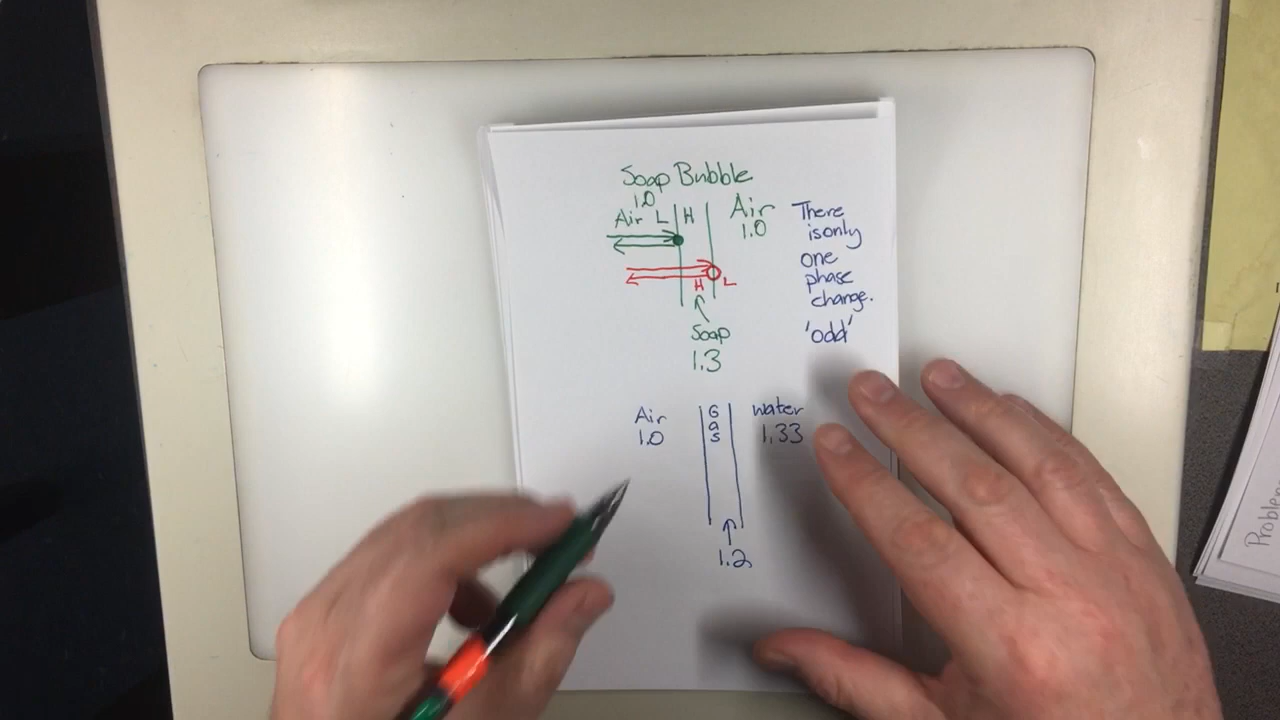 Soap Bubble
1.0
Air L H Air
1.0
H L
Soap
1.3
There
is only
one
phase
change.
'odd'
Air
1.0
Gas
water
1.33
1.2
Problem